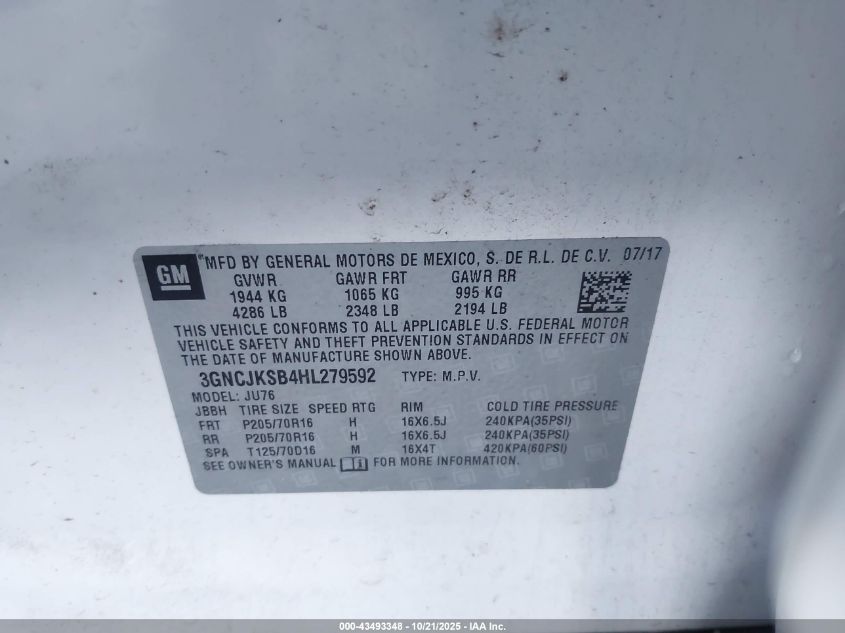 GM
® MFD BY GENERAL MOTORS DE MEXICO, S. DE R.L. DE C.V. 07/17
GVWR GAWR FRT GAWR RR
1944 KG 1065 KG 995 KG
4286 LB 2348 LB 2194 LB
THIS VEHICLE CONFORMS TO ALL APPLICABLE U.S. FEDERAL MOTOR
VEHICLE SAFETY AND THEFT PREVENTION STANDARDS IN EFFECT ON
THE DATE OF MANUFACTURE SHOWN ABOVE.
3GNCJKSB4HL279592 TYPE: M.P.V.
MODEL: JU76
JBBH TIRE SIZE SPEED RTG RIM COLD TIRE PRESSURE
FRT P205/70R16 H 16X6.5J 240KPA(35PSI)
RR P205/70R16 H 16X6.5J 240KPA(35PSI)
SPA T125/70D16 M 16X4T 420KPA(60PSI)
SEE OWNER'S MANUAL i FOR MORE INFORMATION.
000-43493348 - 10/21/2025 - IAA Inc.